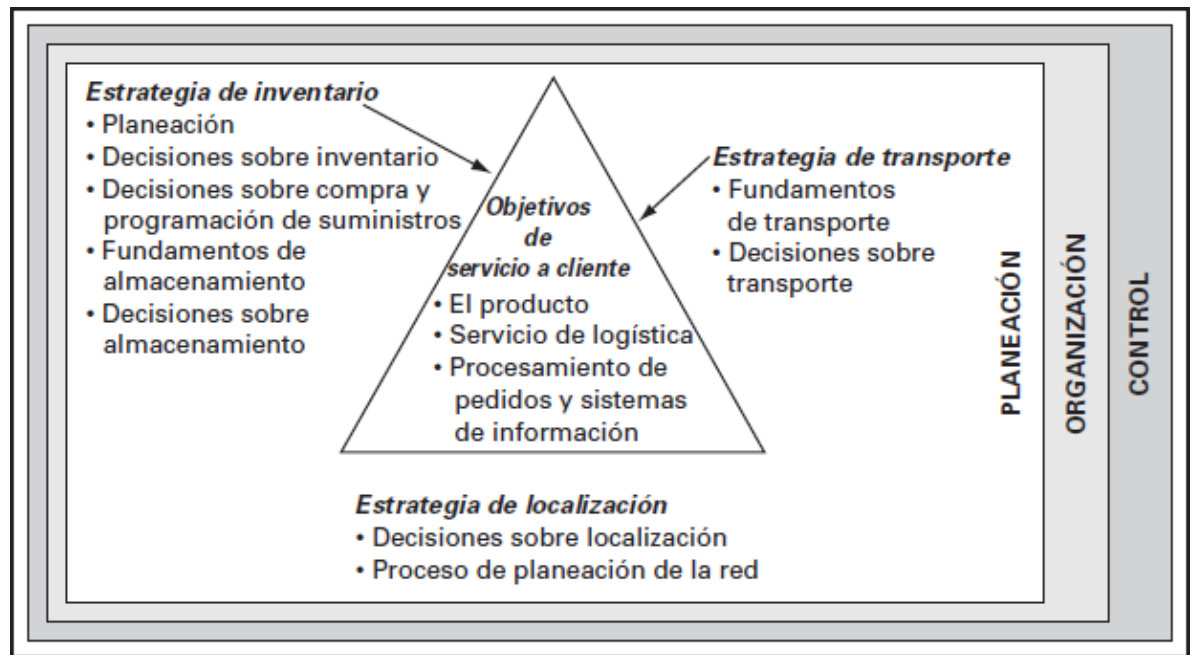 Estrategia de inventario
• Planeación
• Decisiones sobre inventario
• Decisiones sobre compra y
programación de suministros
• Fundamentos de
almacenamiento
• Decisiones sobre
almacenamiento
Objetivos
de
servicio a cliente
• El producto
• Servicio de logística
• Procesamiento de
pedidos y sistemas
de información
Estrategia de transporte
• Fundamentos
de transporte
• Decisiones sobre
transporte
Estrategia de localización
• Decisiones sobre localización
• Proceso de planeación de la red
PLANEACIÓN
ORGANIZACIÓN
CONTROL